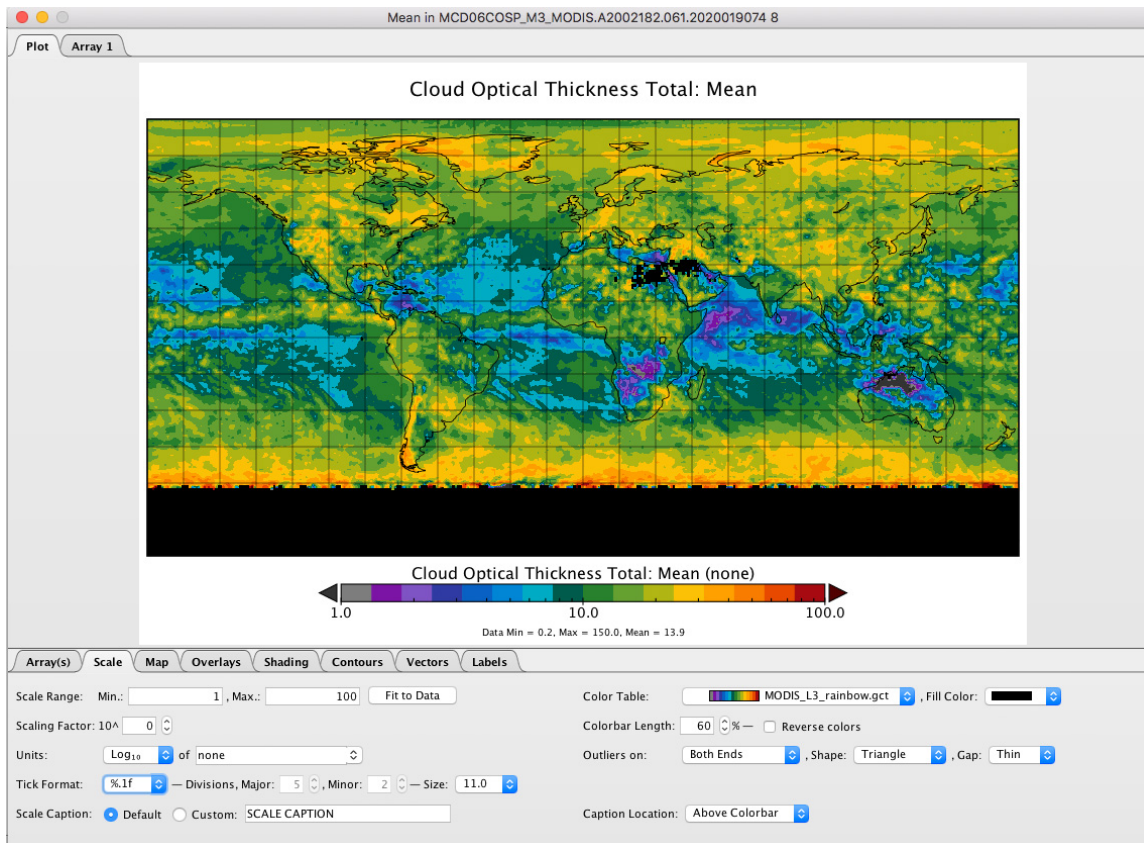 Mean in MCD06COSP_M3_MODIS.A2002182.061.2020019074 8
Plot Array 1
Cloud Optical Thickness Total: Mean
Cloud Optical Thickness Total: Mean (none)
1.0 10.0 100.0
Data Min = 0.2, Max = 150.0, Mean = 13.9
Array(s) Scale Map Overlays Shading Contours Vectors Labels
Scale Range: Min.: 1 , Max.: 100 Fit to Data Color Table: MODIS_L3_rainbow.gct , Fill Color:
Scaling Factor: 10^ 0 Colorbar Length: 60 % — Reverse colors
Units: Log₁₀ of none Outliers on: Both Ends , Shape: Triangle , Gap: Thin
Tick Format: %.1f — Divisions, Major: 5 , Minor: 2 — Size: 11.0
Scale Caption: Default Custom: SCALE CAPTION Caption Location: Above Colorbar